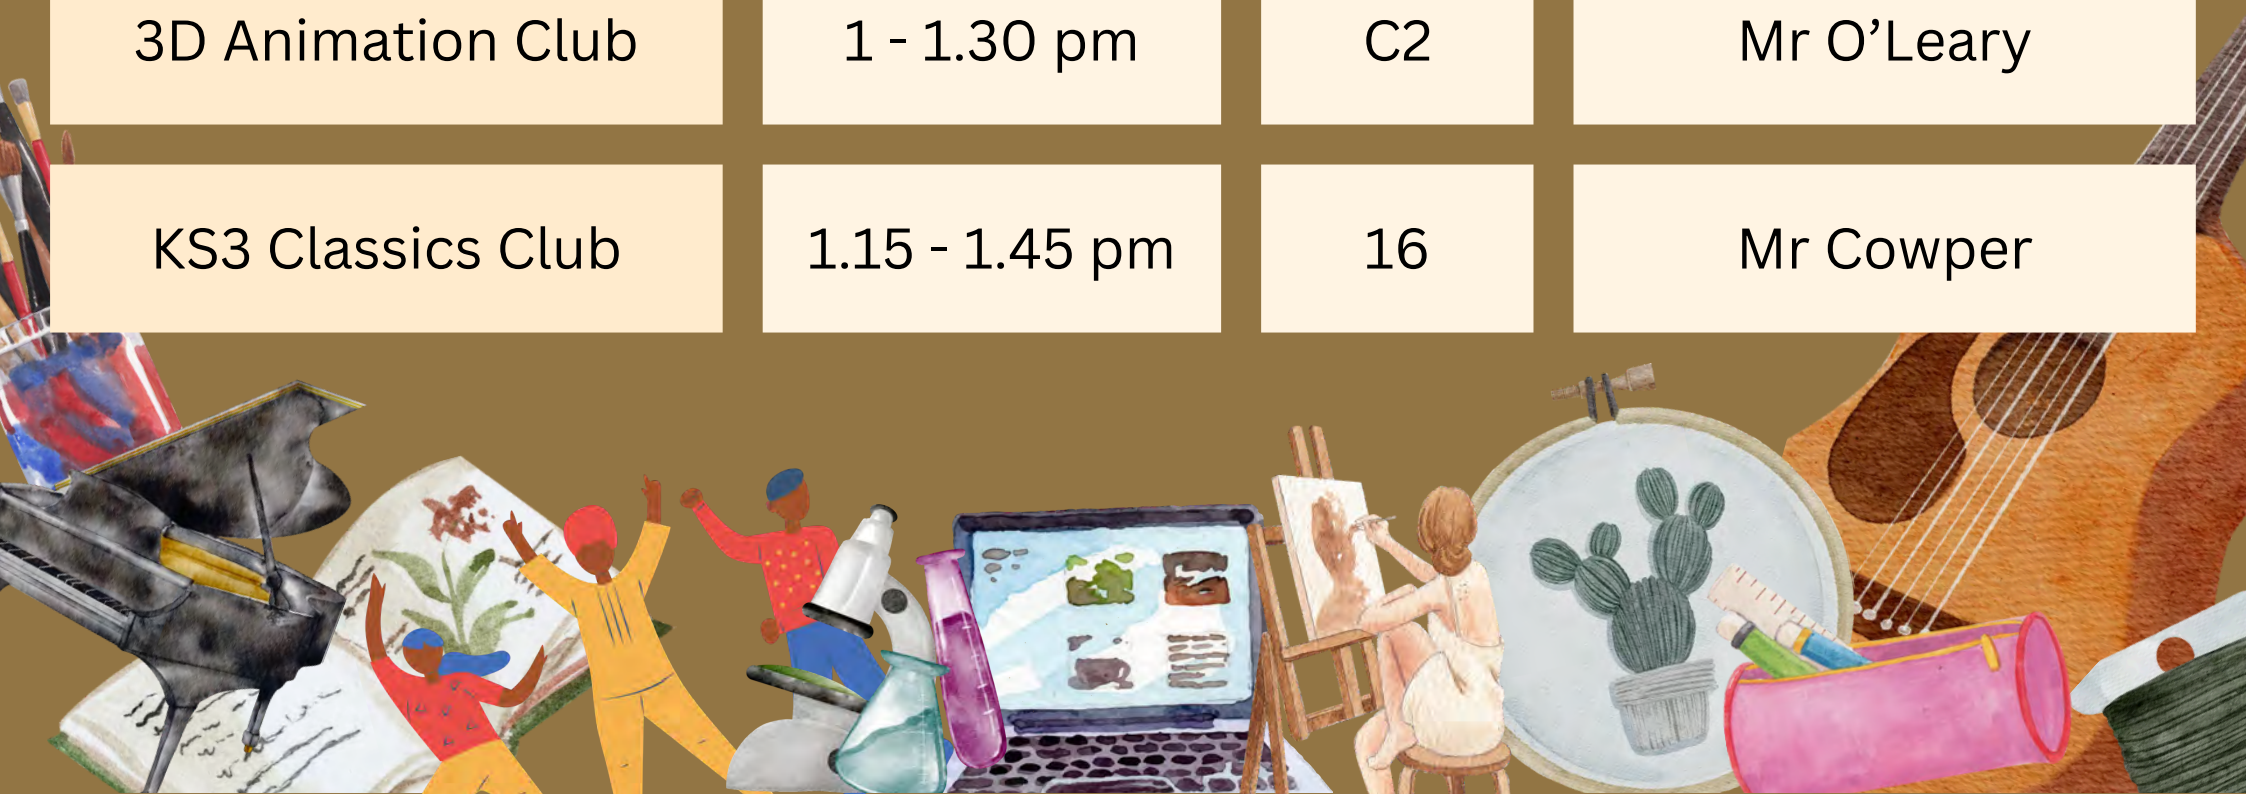 3D Animation Club 1 - 1.30 pm C2 Mr O’Leary
KS3 Classics Club 1.15 - 1.45 pm 16 Mr Cowper